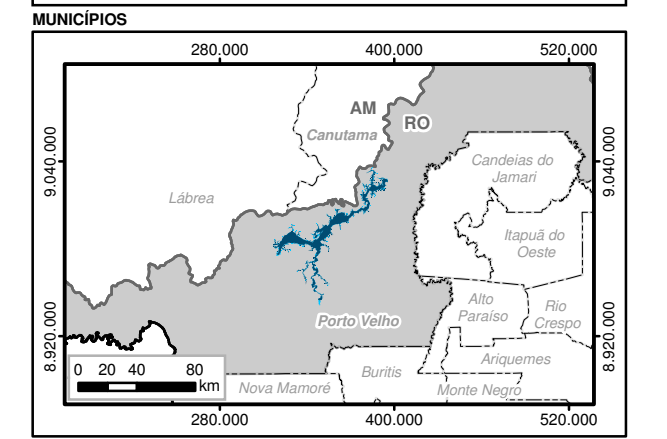 MUNICÍPIOS
280.000 400.000 520.000
AM
RO
Canutama
9.040.000
9.040.000
Candeias do
Jamari
Lábrea
Itapuã do
Oeste
Alto
Paraíso
Rio
Crespo
Porto Velho
8.920.000
8.920.000
Ariquemes
0 20 40 80
km
Buritis
Nova Mamoré
Monte Negro
280.000 400.000 520.000